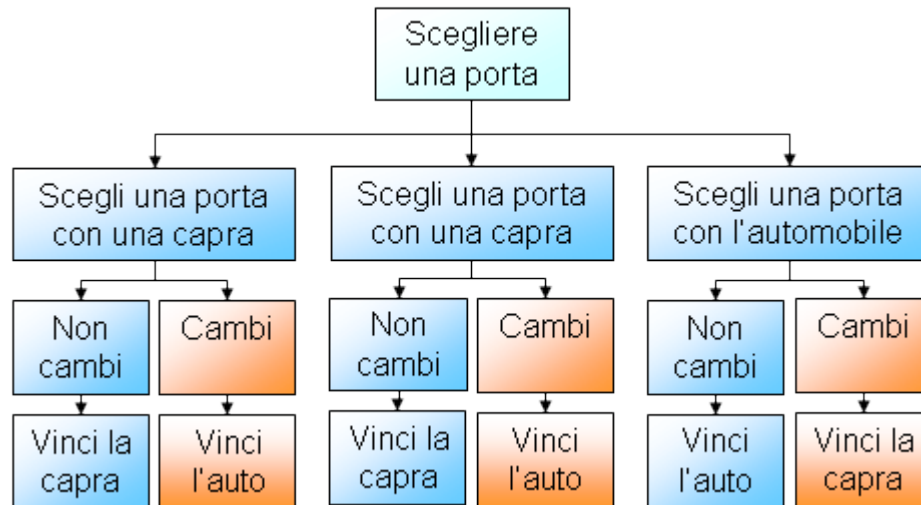 Scegliere
una porta
Scegli una porta
con una capra
Scegli una porta
con una capra
Scegli una porta
con l'automobile
Non
cambi
Cambi
Non
cambi
Cambi
Non
cambi
Cambi
Vinci la
capra
Vinci
l'auto
Vinci la
capra
Vinci
l'auto
Vinci
l'auto
Vinci la
capra